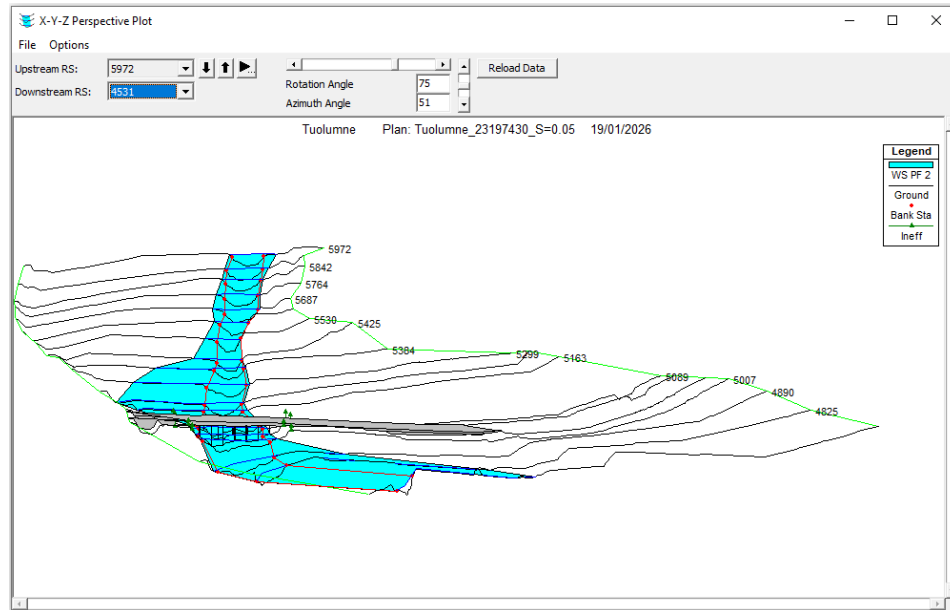 X-Y-Z Perspective Plot
File Options
Upstream RS: 5972
Downstream RS: 4531
Rotation Angle 75
Azimuth Angle 51
Reload Data
Tuolumne Plan: Tuolumne_23197430_S=0.05 19/01/2026
Legend
WS PF 2
Ground
Bank Sta
Ineff
5972
5842
5764
5687
5530
5425
5384
5299
5163
5089
5007
4890
4825